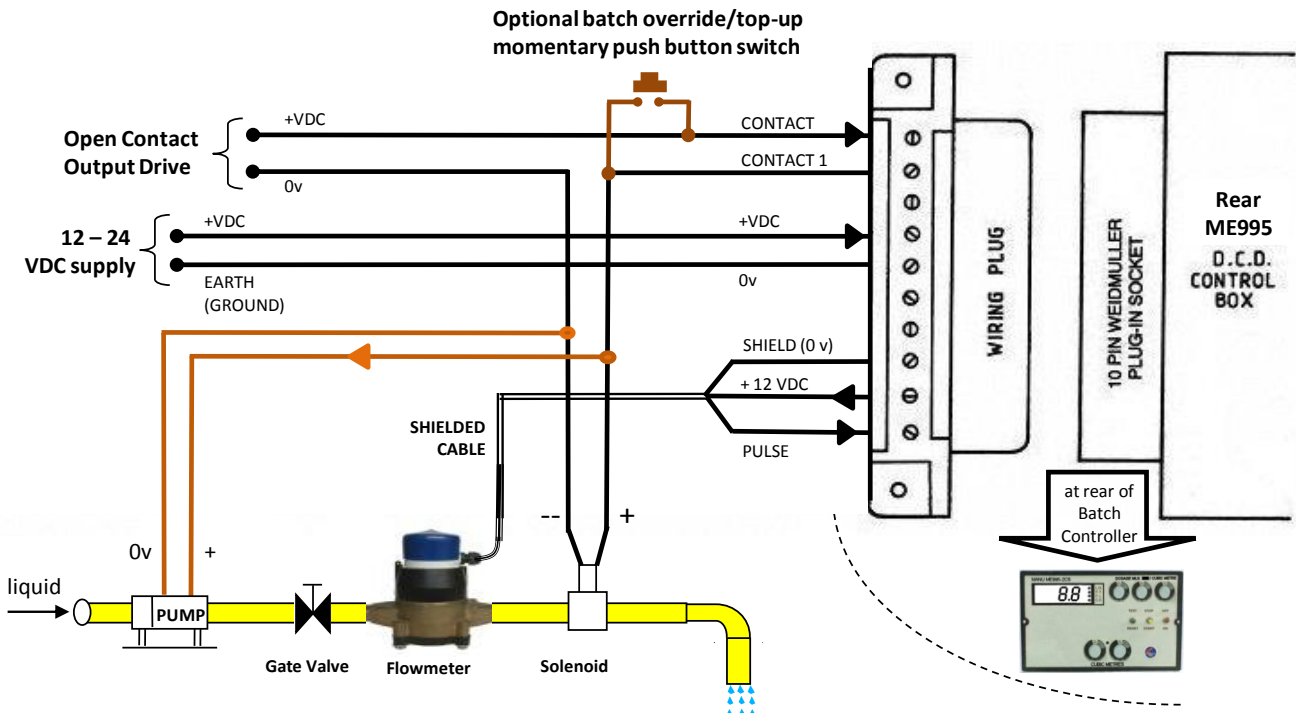 Optional batch override/top-up
momentary push button switch
Open Contact
Output Drive
+VDC
0v
CONTACT
CONTACT 1
12 – 24
VDC supply
+VDC
EARTH
(GROUND)
+VDC
0v
SHIELD (0 v)
+ 12 VDC
PULSE
SHIELDED
CABLE
WIRING PLUG
10 PIN WEIDMULLER
PLUG-IN SOCKET
Rear
ME995
D.C.D.
CONTROL
BOX
at rear of
Batch
Controller
--
+
0v
+
liquid
PUMP
Gate Valve
Flowmeter
Solenoid
8.8
CUBIC METRES